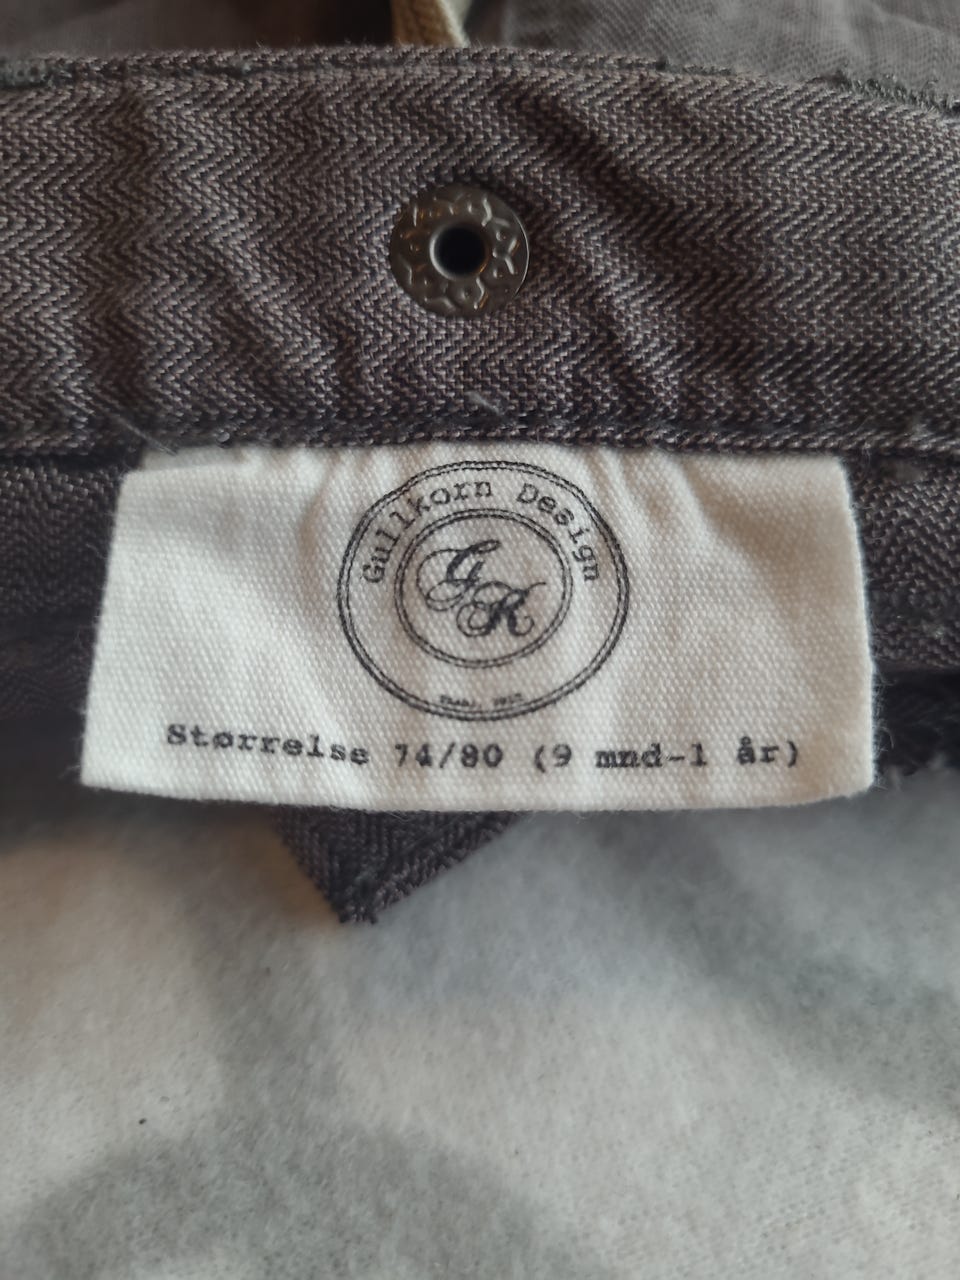 Gullkorn Design
GK
Størrelse 74/80 (9 mnd-1 år)